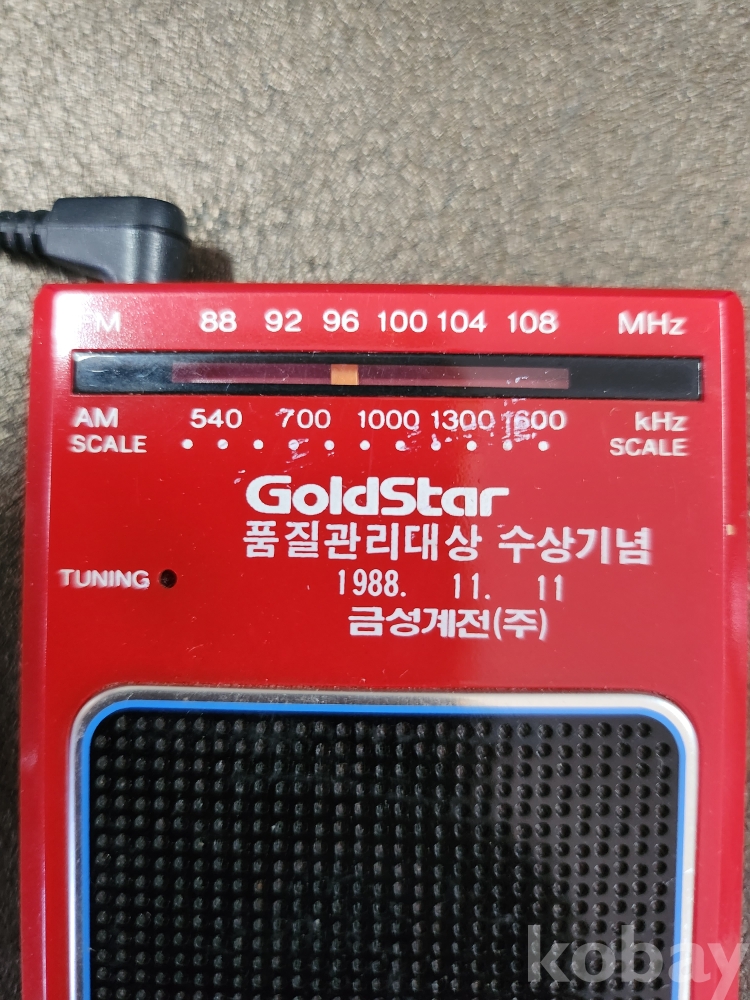 FM 88 92 96 100 104 108 MHz
AM 540 700 1000 1300 1600 kHz
SCALE SCALE
GoldStar
품질관리대상 수상기념
TUNING
1988. 11. 11
금성계전(주)
kobay